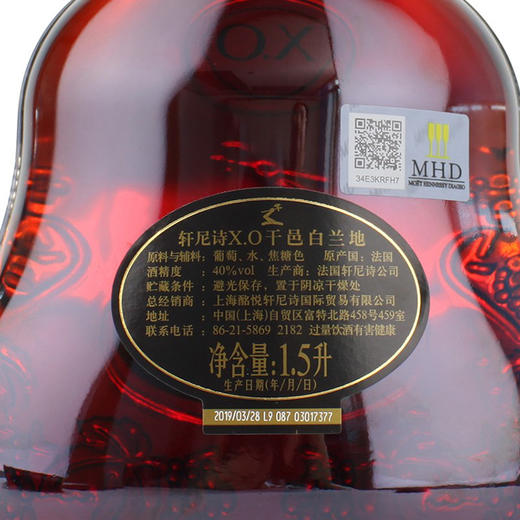 X.O
34E3KRFH7
MHD
MOËT HENNESSY DIAGEO
轩尼诗X.O干邑白兰地
原料与辅料: 葡萄、水、焦糖色 原产国: 法国
酒精度: 40%vol 生产商: 法国轩尼诗公司
贮藏条件: 避光保存，置于阴凉干燥处
总经销商: 上海酩悦轩尼诗国际贸易有限公司
地址: 中国(上海)自贸区富特北路458号459室
联系电话: 86-21-5869 2182 过量饮酒有害健康
净含量:1.5升
生产日期(年/月/日)
2019/03/28 L9 087 03017377